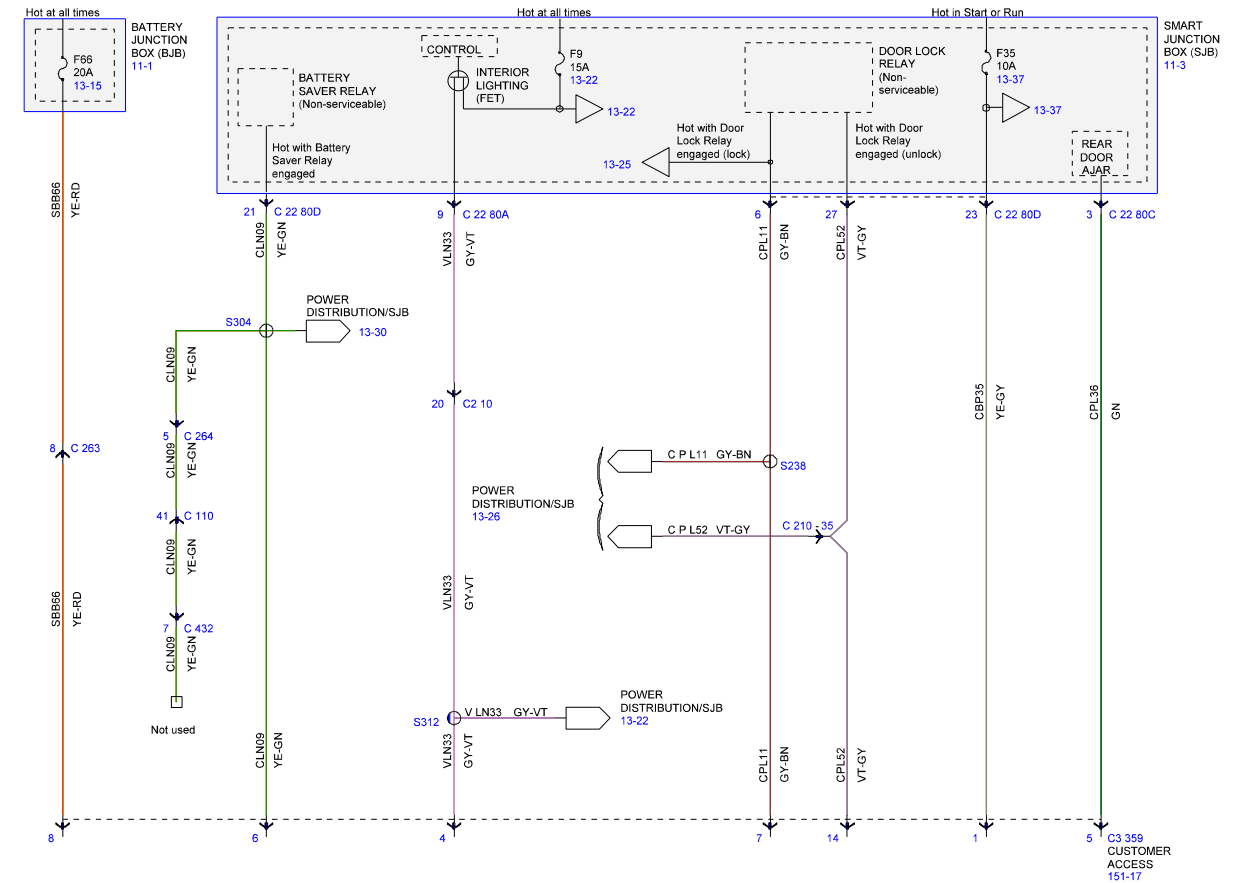 Hot at all times
Hot at all times
Hot in Start or Run
BATTERY
JUNCTION
BOX (BJB)
11-1
F66
20A
13-15
SMART
JUNCTION
BOX (SJB)
11-3
CONTROL
INTERIOR
LIGHTING
(FET)
F9
15A
13-22
13-22
BATTERY
SAVER RELAY
(Non-serviceable)
Hot with Battery
Saver Relay
engaged
DOOR LOCK
RELAY
(Non-
serviceable)
F35
10A
13-37
13-37
Hot with Door
Lock Relay
engaged (lock)
13-25
Hot with Door
Lock Relay
engaged (unlock)
REAR
DOOR
AJAR
21 C 22 80D
9 C 22 80A
6
27
23 C 22 80D
3 C 22 80C
SBB66 YE-RD
CLN09 YE-GN
VLN33 GY-VT
CPL11 GY-BN
CPL52 VT-GY
S304
POWER
DISTRIBUTION/SJB
13-30
CLN09 YE-GN
20 C2 10
CBP35 YE-GY
CPL36 GN
5 C 264
8 C 263
CLN09 YE-GN
C P L11 GY-BN
S238
POWER
DISTRIBUTION/SJB
13-26
41 C 110
C P L52 VT-GY
C 210 - 35
CLN09 YE-GN
SBB66 YE-RD
VLN33 GY-VT
7 C 432
CLN09 YE-GN
Not used
S312
V LN33 GY-VT
POWER
DISTRIBUTION/SJB
13-22
CLN09 YE-GN
VLN33 GY-VT
CPL11 GY-BN
CPL52 VT-GY
8
6
4
7
14
1
5 C3 359
CUSTOMER
ACCESS
151-17